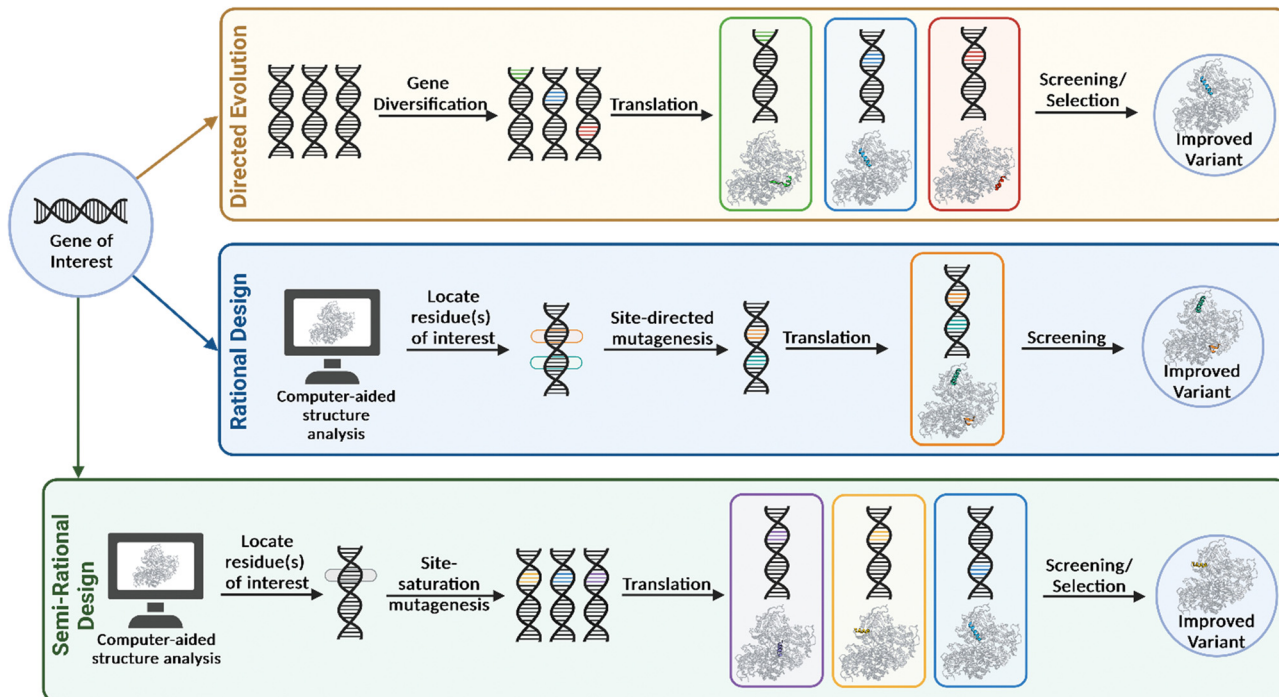 Gene of
Interest
Directed Evolution
Gene
Diversification
Translation
Screening/
Selection
Improved
Variant
Rational Design
Computer-aided
structure
analysis
Locate
residue(s)
of interest
Site-directed
mutagenesis
Translation
Screening
Improved
Variant
Semi-Rational
Design
Computer-aided
structure analysis
Locate
residue(s)
of interest
Site-
saturation
mutagenesis
Translation
Screening/
Selection
Improved
Variant